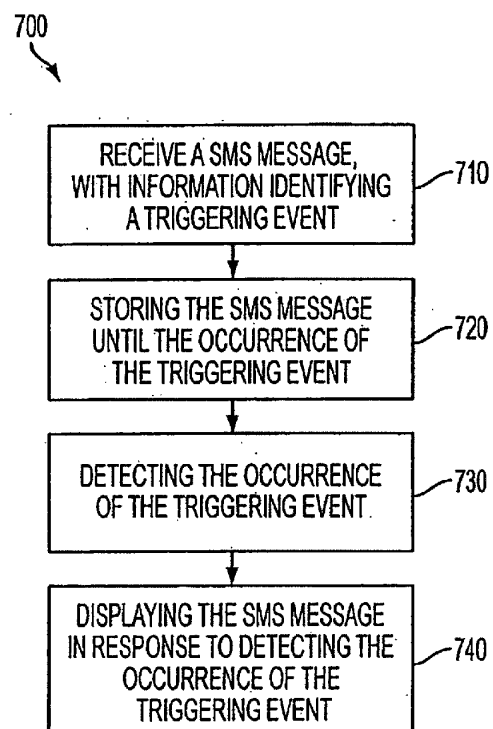 700
RECEIVE A SMS MESSAGE,
WITH INFORMATION IDENTIFYING
A TRIGGERING EVENT
710
STORING THE SMS MESSAGE
UNTIL THE OCCURRENCE OF
THE TRIGGERING EVENT
720
DETECTING THE OCCURRENCE
OF THE TRIGGERING EVENT
730
DISPLAYING THE SMS MESSAGE
IN RESPONSE TO DETECTING THE
OCCURRENCE OF THE
TRIGGERING EVENT
740